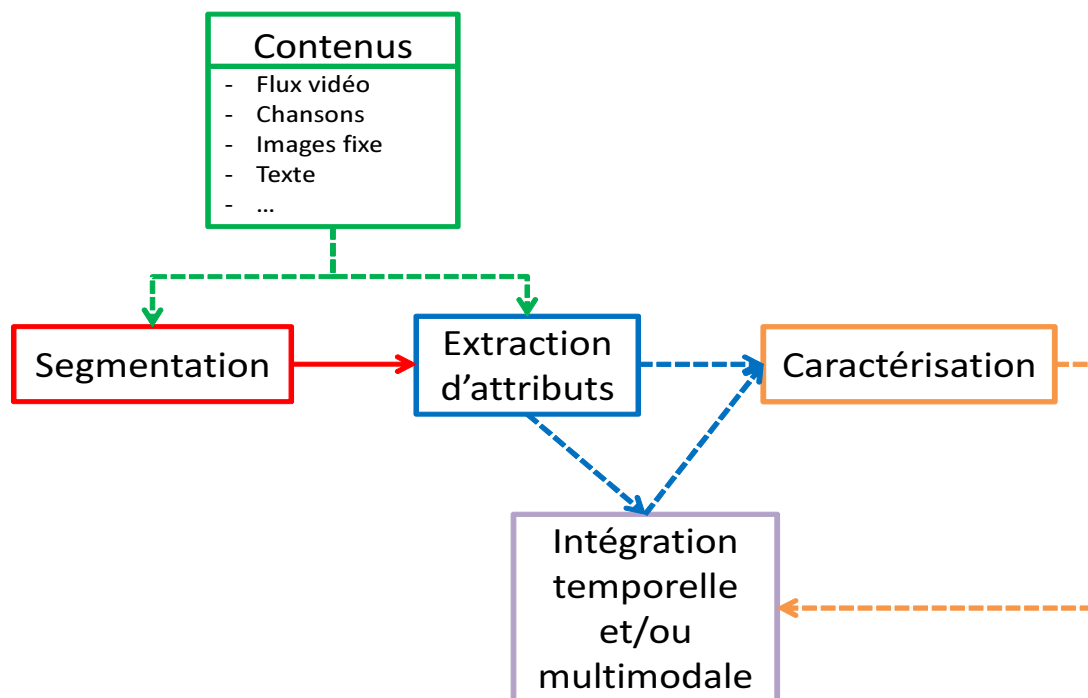 Contenus
- Flux vidéo
- Chansons
- Images fixe
- Texte
- ...
Segmentation
Extraction
d’attributs
Caractérisation
Intégration
temporelle
et/ou
multimodale